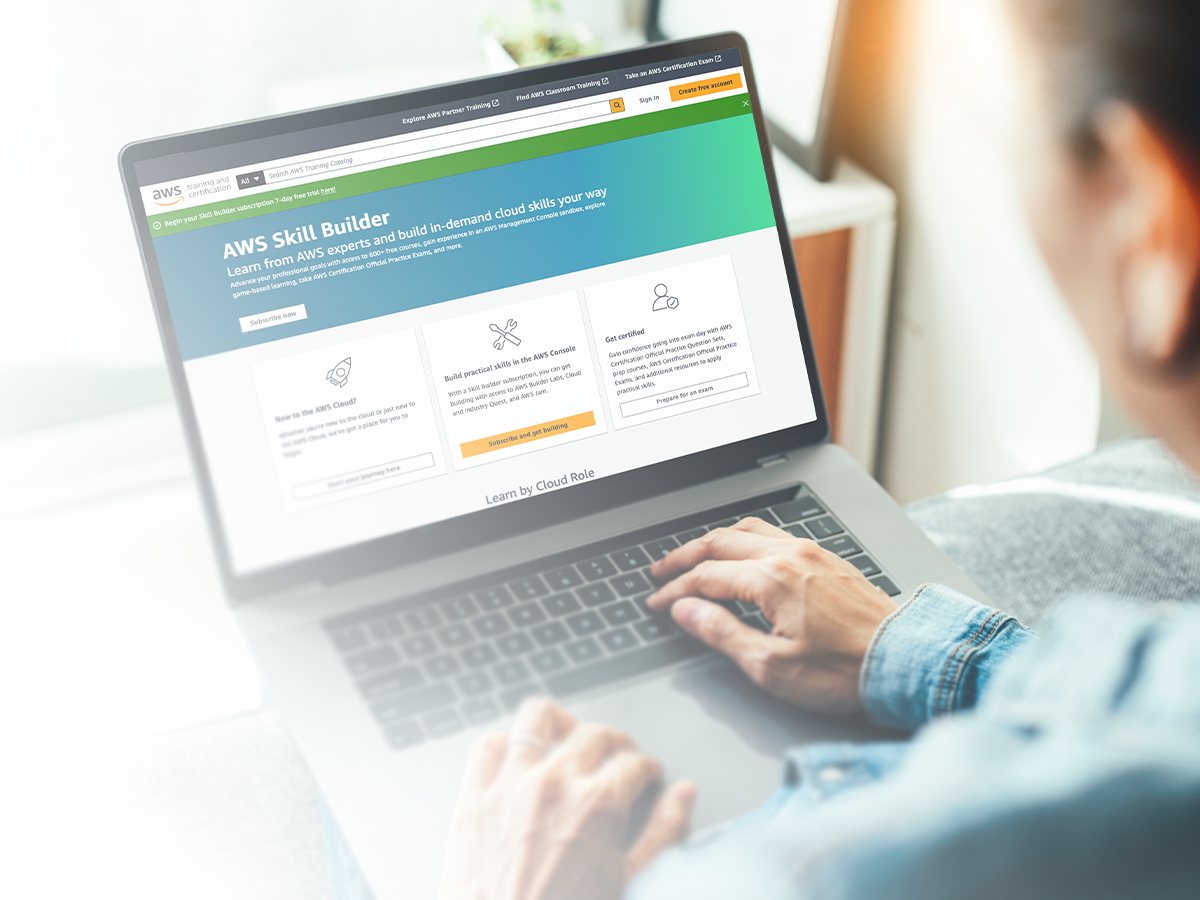 Explore AWS Partner Training
Find AWS Classroom Training
Take an AWS Certification Exam
aws
training and
certification
All
Search AWS Training Catalog
Sign In
Create free account
Begin your Skill Builder subscription 7-day free trial here!
AWS Skill Builder
Learn from AWS experts and build in-demand cloud skills your way
Advance your professional goals with access to 600+ free courses, gain experience in an AWS Management Console sandbox, explore
game-based learning, take AWS Certification Official Practice Exams, and more.
Subscribe now
New to the AWS Cloud?
Whether you're new to the cloud or just new to
the AWS Cloud, we've got a place for you to
begin.
Start your journey here
Build practical skills in the AWS Console
With a Skill Builder subscription, you can get
building with access to AWS Builder Labs, Cloud
and Industry Quest, and AWS Jam.
Subscribe and get building
Get certified
Gain confidence going into exam day with AWS
Certification Official Practice Question Sets,
prep courses, AWS Certification Official Practice
Exams, and additional resources to apply
practical skills.
Prepare for an exam
Learn by Cloud Role